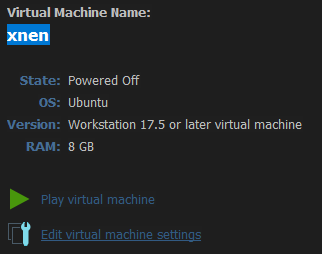 Virtual Machine Name:
xnen
State: Powered Off
OS: Ubuntu
Version: Workstation 17.5 or later virtual machine
RAM: 8 GB
Play virtual machine
Edit virtual machine settings